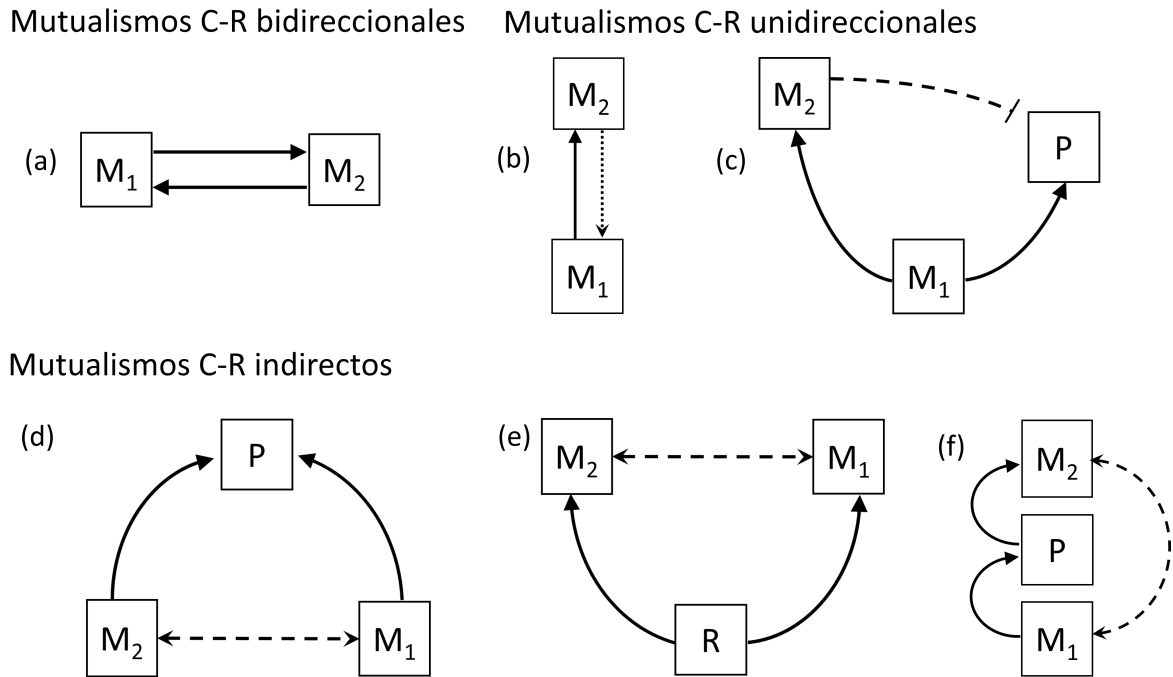 Mutualismos C-R bidireccionales
Mutualismos C-R unidireccionales
(a)
M₁
M₂
(b)
M₂
M₁
(c)
M₂
P
M₁
Mutualismos C-R indirectos
(d)
P
M₂
M₁
(e)
M₂
M₁
R
(f)
M₂
P
M₁